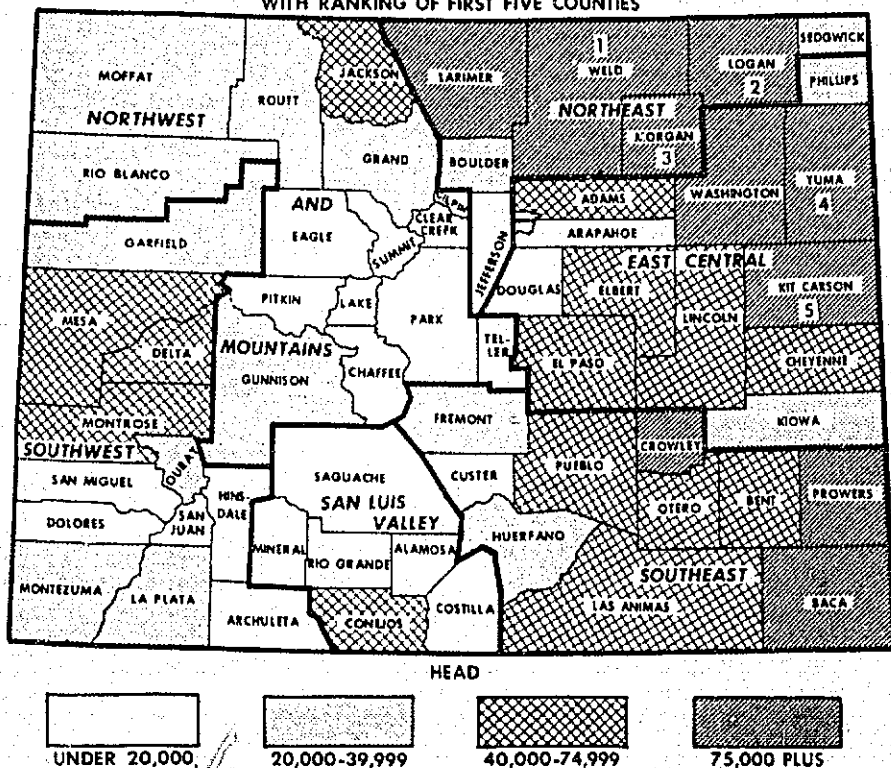 WITH RANKING OF FIRST FIVE COUNTIES
MOFFAT
ROUTT
JACKSON
LARIMER
1
WELD
LOGAN
2
SEDGWICK
PHILLIPS
NORTHWEST
NORTHEAST
MORGAN
3
RIO BLANCO
GRAND
BOULDER
WASHINGTON
YUMA
4
ADAMS
AND
EAGLE
CLEAR
CREEK
SUMMIT
JEFFERSON
ARAPAHOE
GARFIELD
EAST CENTRAL
DOUGLAS
ELBERT
LINCOLN
KIT CARSON
5
PITKIN
LAKE
PARK
MESA
DELTA
MOUNTAINS
GUNNISON
CHAFFEE
TEL-
LER
EL PASO
CHEYENNE
MONTROSE
FREMONT
KIOWA
SOUTHWEST
OURAY
CROWLEY
SAN MIGUEL
SAGUACHE
CUSTER
PUEBLO
HINS-
DALE
SAN LUIS
VALLEY
OTERO
BENT
PROWERS
DOLORES
SAN
JUAN
MINERAL
RIO GRANDE
ALAMOSA
HUERFANO
SOUTHEAST
MONTEZUMA
LA PLATA
ARCHULETA
CONEJOS
COSTILLA
LAS ANIMAS
BACA
HEAD
UNDER 20,000
20,000-39,999
40,000-74,999
75,000 PLUS